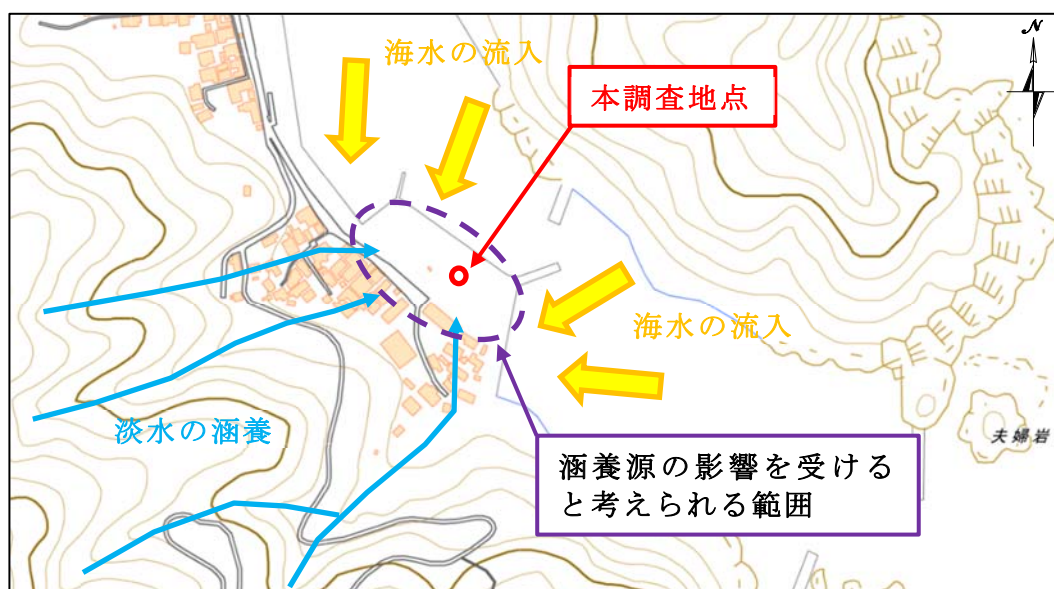 海水の流入
N
本調査地点
海水の流入
淡水の涵養
涵養源の影響を受ける
と考えられる範囲
夫婦岩